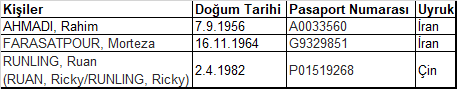 Kişiler Doğum Tarihi Pasaport Numarası Uyruk
AHMADI, Rahim 7.9.1956 A0033560 İran
FARASATPOUR, Morteza 16.11.1964 G9329851 İran
RUNLING, Ruan
(RUAN, Ricky/RUNLING, Ricky) 2.4.1982 P01519268 Çin